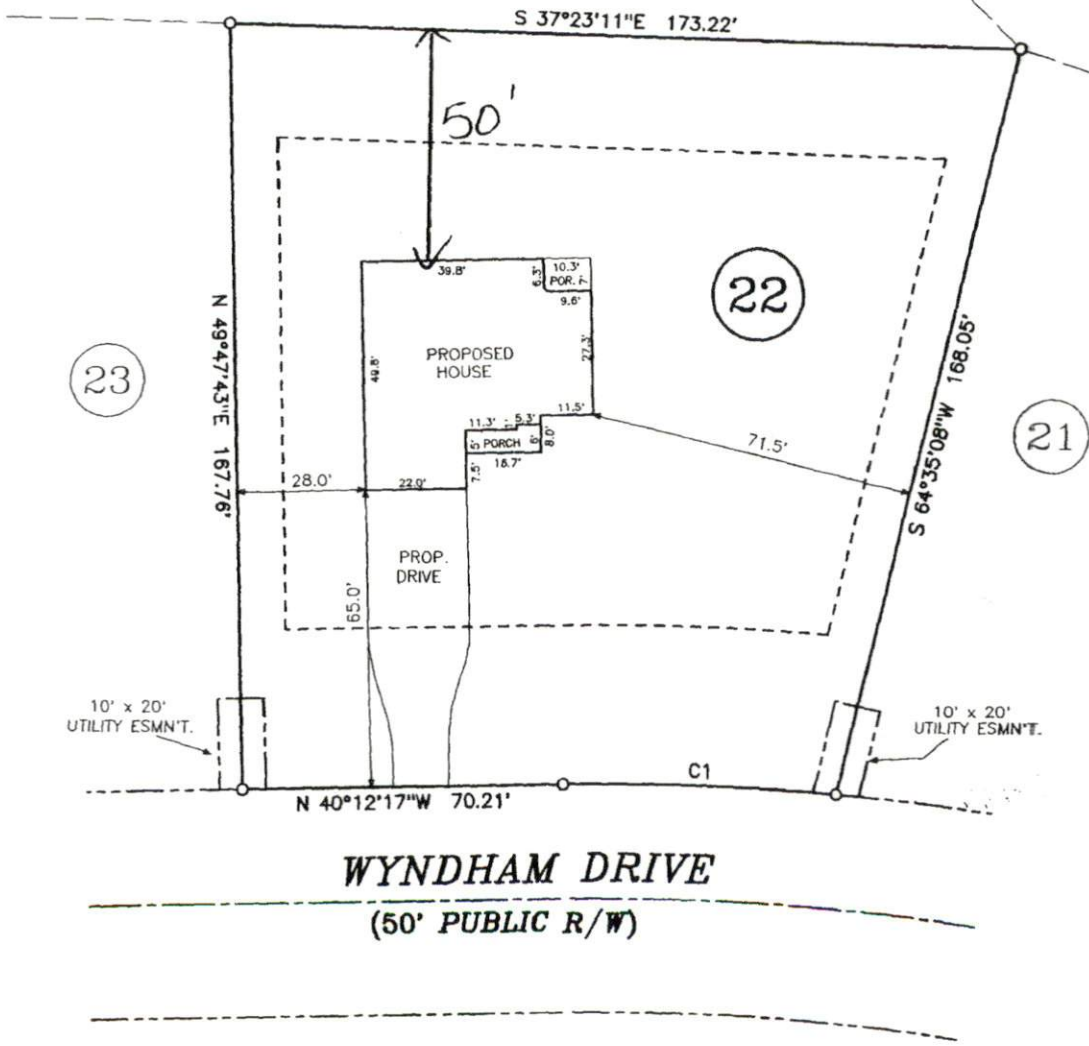 S 37°23'11"E 173.22'
50'
39.8'
6.3'
10.3'
POR.
7'
9.6'
22
N 49°47'43"E 167.76'
23
49.8'
PROPOSED
HOUSE
27.3'
S 64°35'08"W 168.05'
21
11.3'
5.3'
1'
11.5'
5'
PORCH
6'
8.0'
18.7'
7.5'
71.5'
28.0'
22.0'
PROP.
DRIVE
65.0'
10' x 20'
UTILITY ESMN'T.
10' x 20'
UTILITY ESMN'T.
N 40°12'17"W 70.21'
C1
WYNDHAM DRIVE
(50' PUBLIC R/W)